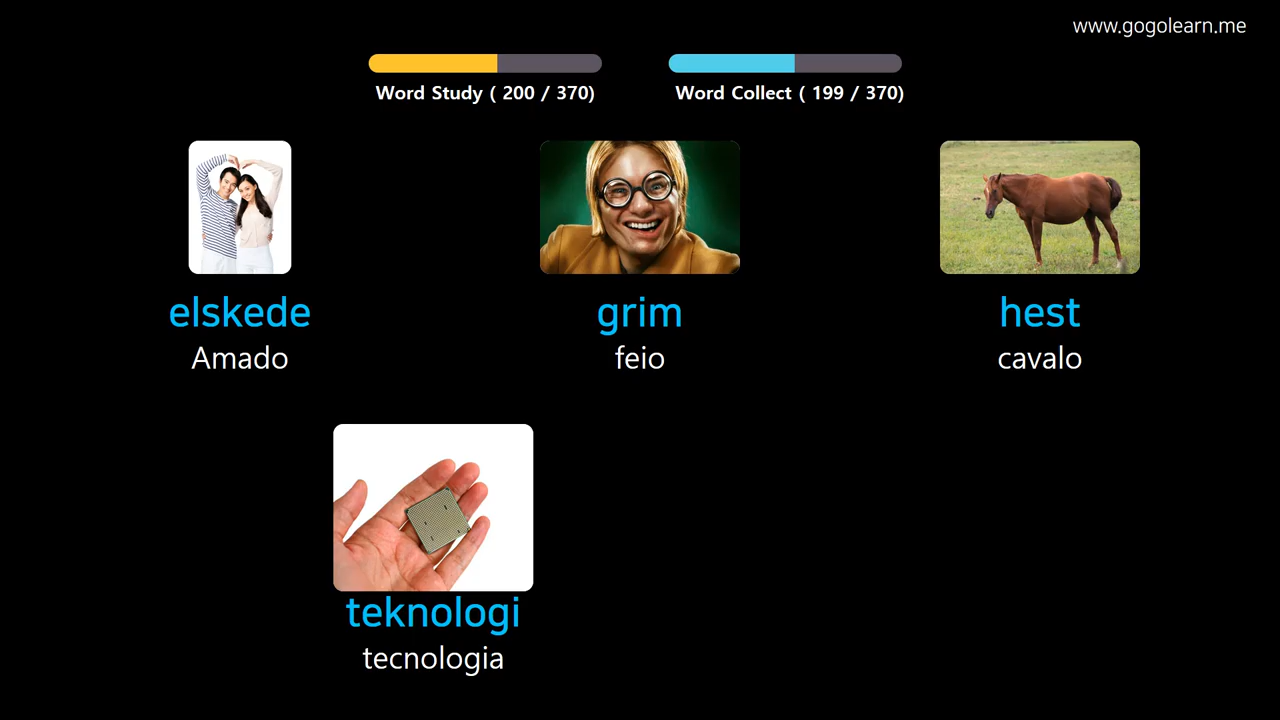 www.gogolearn.me
Word Study ( 200 / 370)
Word Collect ( 199 / 370)
elskede
Amado
grim
feio
hest
cavalo
teknologi
tecnologia